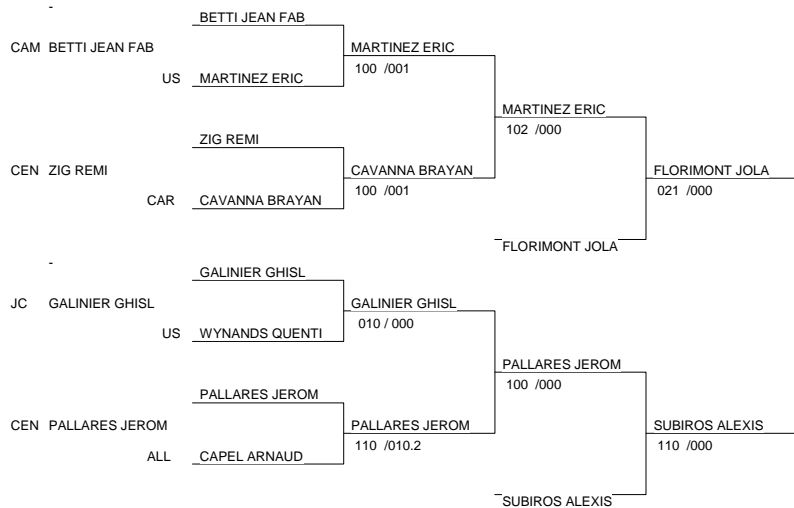 -
BETTI JEAN FAB
CAM BETTI JEAN FAB MARTINEZ ERIC
100 /001
US MARTINEZ ERIC
MARTINEZ ERIC
102 /000
ZIG REMI
CEN ZIG REMI CAVANNA BRAYAN FLORIMONT JOLA
100 /001 021 /000
CAR CAVANNA BRAYAN
FLORIMONT JOLA
-
GALINIER GHISL
JC GALINIER GHISL GALINIER GHISL
010 / 000
US WYNANDS QUENTI
PALLARES JEROM
100 /000
PALLARES JEROM
CEN PALLARES JEROM PALLARES JEROM SUBIROS ALEXIS
110 /010.2 110 /000
ALL CAPEL ARNAUD
SUBIROS ALEXIS